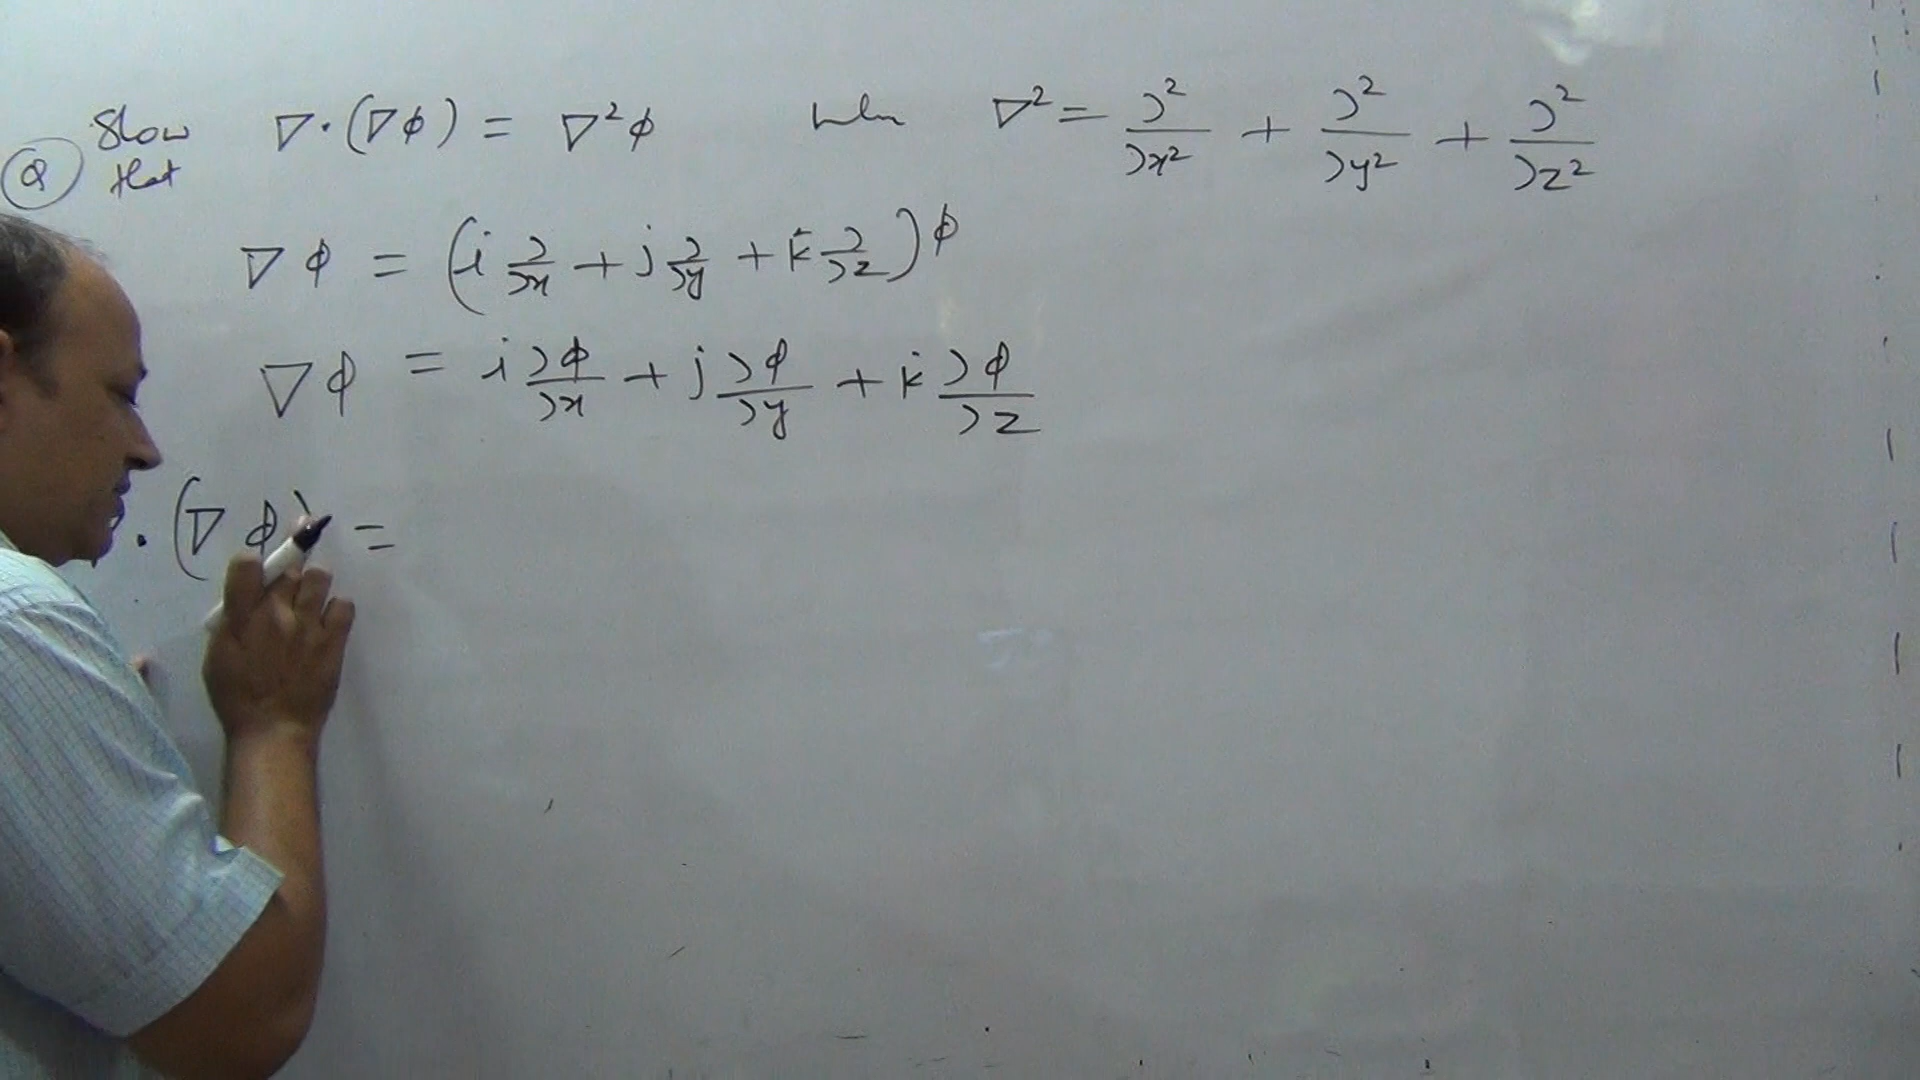 Q Show that ∇·(∇φ) = ∇²φ when ∇² = ∂²/∂x² + ∂²/∂y² + ∂²/∂z²
∇φ = (i ∂/∂x + j ∂/∂y + k ∂/∂z)φ
∇φ = i ∂φ/∂x + j ∂φ/∂y + k ∂φ/∂z
·(∇φ) =